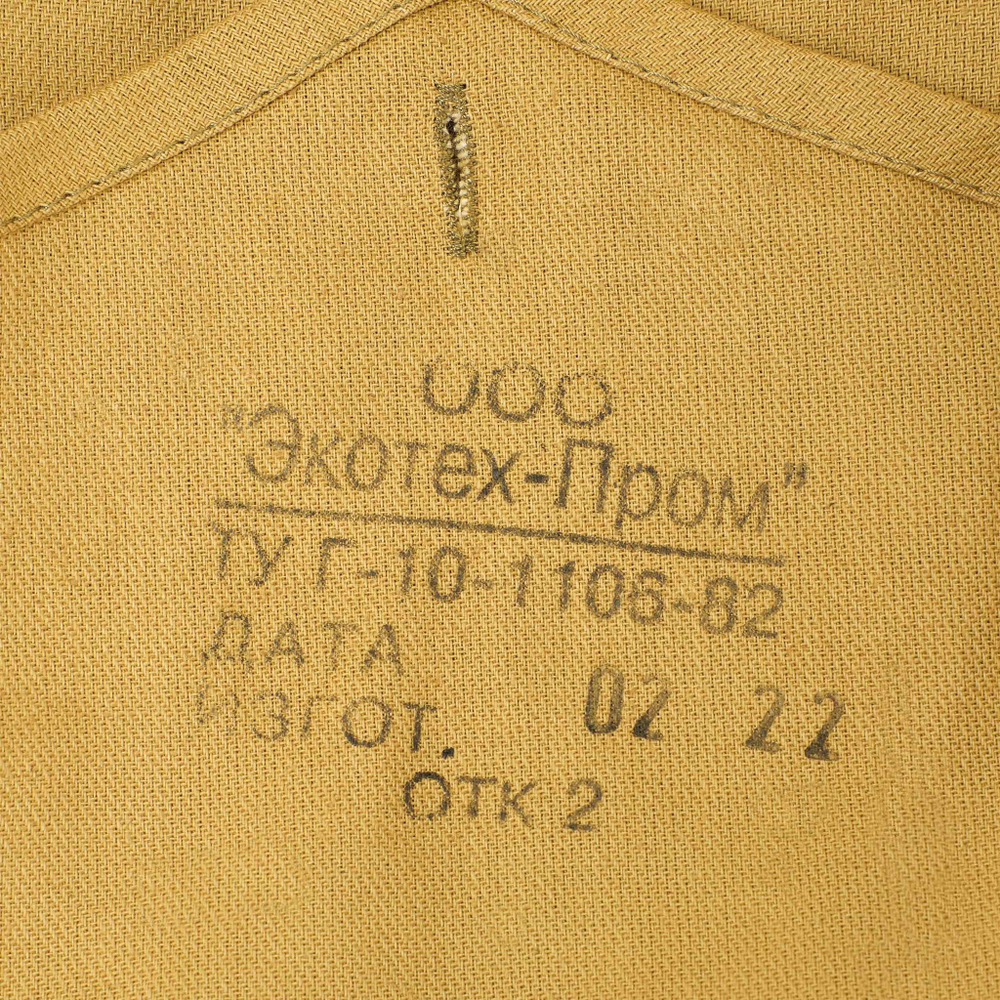 ООО
"Экотех-Пром"
ТУ Г-10-1106-82
ДАТА
ИЗГОТ. 02 22
ОТК 2